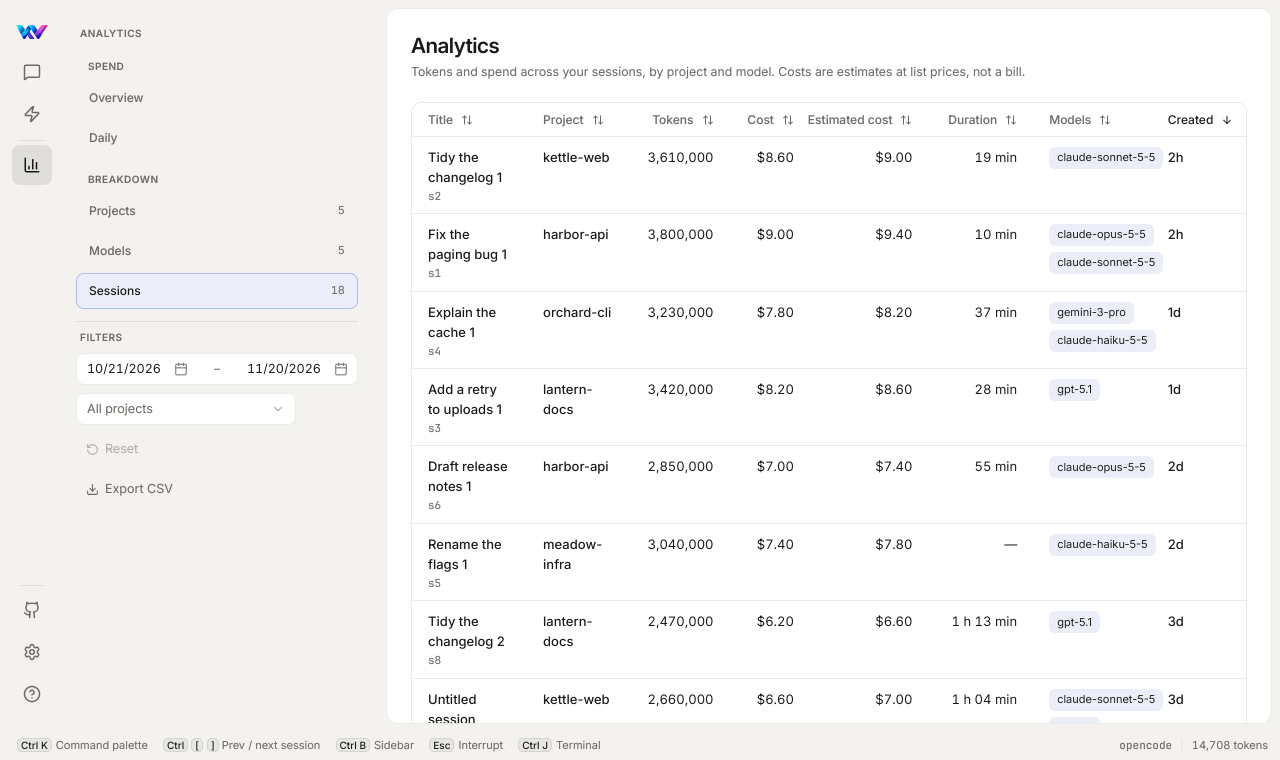 ANALYTICS
SPEND
Overview
Daily
BREAKDOWN
Projects 5
Models 5
Sessions 18
FILTERS
10/21/2026 – 11/20/2026
All projects
Reset
Export CSV
Analytics
Tokens and spend across your sessions, by project and model. Costs are estimates at list prices, not a bill.
Title Project Tokens Cost Estimated cost Duration Models Created
Tidy the kettle-web 3,610,000 $8.60 $9.00 19 min claude-sonnet-5-5 2h
changelog 1
s2
Fix the harbor-api 3,800,000 $9.00 $9.40 10 min claude-opus-5-5 2h
paging bug 1 claude-sonnet-5-5
s1
Explain the orchard-cli 3,230,000 $7.80 $8.20 37 min gemini-3-pro 1d
cache 1 claude-haiku-5-5
s4
Add a retry lantern- 3,420,000 $8.20 $8.60 28 min gpt-5.1 1d
to uploads 1 docs
s3
Draft release harbor-api 2,850,000 $7.00 $7.40 55 min claude-opus-5-5 2d
notes 1
s6
Rename the meadow- 3,040,000 $7.40 $7.80 — claude-haiku-5-5 2d
flags 1 infra
s5
Tidy the lantern- 2,470,000 $6.20 $6.60 1 h 13 min gpt-5.1 3d
changelog 2 docs
s8
Untitled kettle-web 2,660,000 $6.60 $7.00 1 h 04 min claude-sonnet-5-5 3d
session
Ctrl K Command palette Ctrl [ ] Prev / next session Ctrl B Sidebar Esc Interrupt Ctrl J Terminal opencode 14,708 tokens